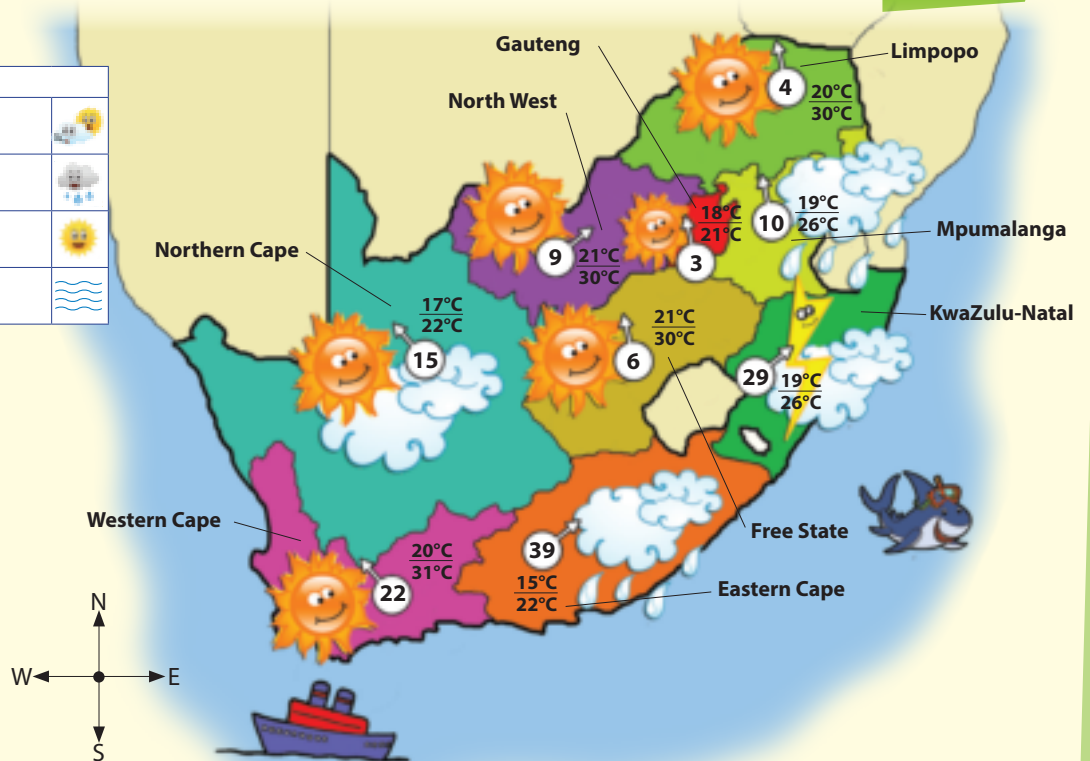 Gauteng
Limpopo
4
20°C
30°C
North West
19°C
26°C
10
18°C
21°C
Mpumalanga
9
21°C
30°C
3
Northern Cape
17°C
22°C
15
KwaZulu-Natal
21°C
30°C
6
29
19°C
26°C
Western Cape
Free State
39
20°C
31°C
22
15°C
22°C
Eastern Cape
N
W
E
S